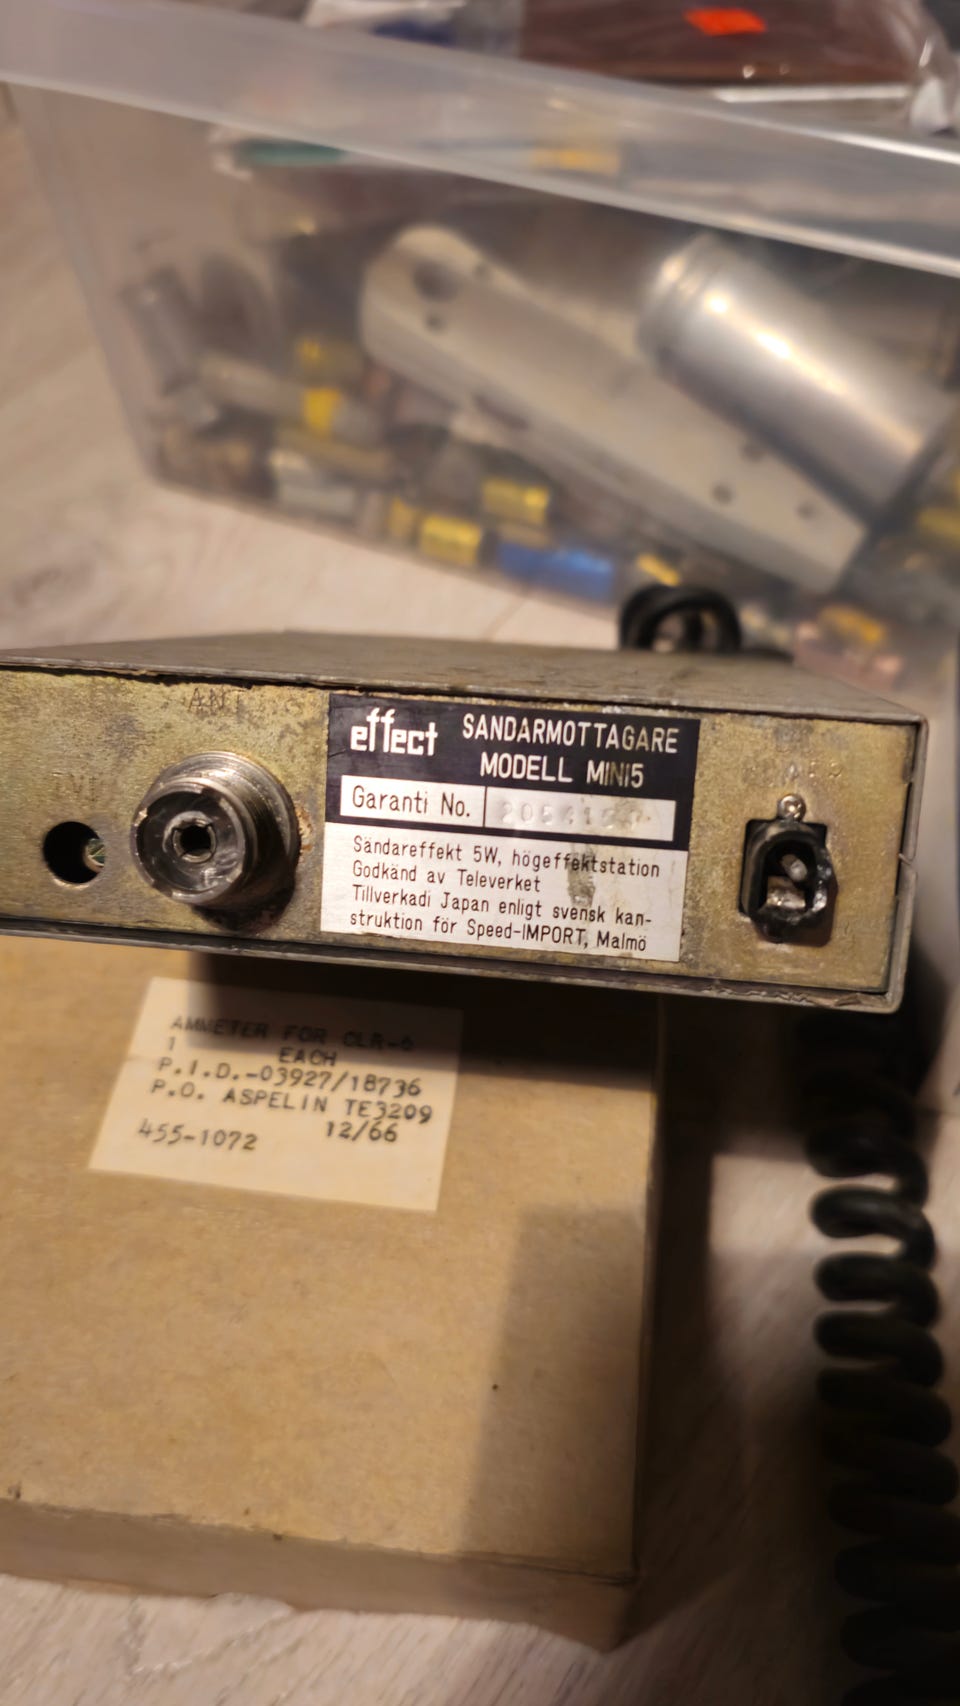 ANT
effect
SANDARMOTTAGARE
MODELL MINI5
Garanti No.
Sändareffekt 5W, högeffektstation
Godkänd av Televerket
Tillverkadi Japan enligt svensk kan-
struktion för Speed-IMPORT, Malmö
AMMETER FOR CLR-6
1 EACH
P.I.D.-03927/18736
P.O. ASPELIN TE3209
12/66
455-1072